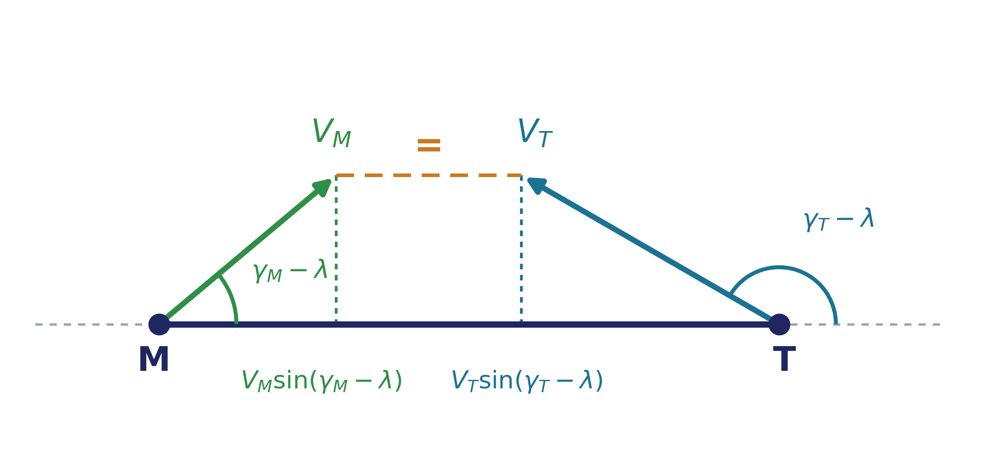 V_M = V_T
γ_T − λ
γ_M − λ
M T
V_M sin(γ_M − λ) V_T sin(γ_T − λ)